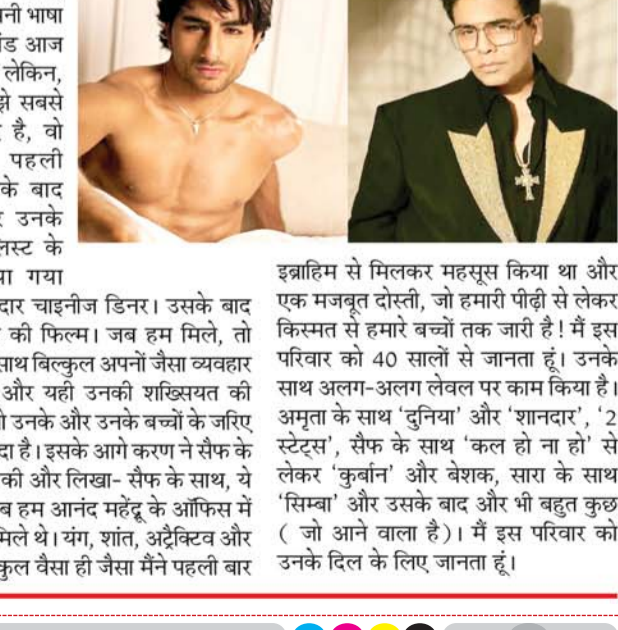 नी भाषा
ंड आज
लेकिन,
झे सबसे
है, वो
पहली
के बाद
उनके
लिस्ट के
या गया
दार चाइनीज डिनर। उसके बाद
की फिल्म। जब हम मिले, तो
साथ बिल्कुल अपनों जैसा व्यवहार
और यही उनकी शख्सियत की
उनके और उनके बच्चों के जरिए
दा है। इसके आगे करण ने सैफ के
की और लिखा- सैफ के साथ, ये
ब हम आनंद महेंद्रू के ऑफिस में
मिले थे। यंग, शांत, अट्रैक्टिव और
कुल वैसा ही जैसा मैंने पहली बार
इब्राहिम से मिलकर महसूस किया था और
एक मजबूत दोस्ती, जो हमारी पीढ़ी से लेकर
किस्मत से हमारे बच्चों तक जारी है! मैं इस
परिवार को 40 सालों से जानता हूं। उनके
साथ अलग-अलग लेवल पर काम किया है।
अमृता के साथ 'दुनिया' और 'शानदार', '2
स्टेट्स', सैफ के साथ 'कल हो ना हो' से
लेकर 'कुर्बान' और बेशक, सारा के साथ
'सिम्बा' और उसके बाद और भी बहुत कुछ
( जो आने वाला है)। मैं इस परिवार को
उनके दिल के लिए जानता हूं।